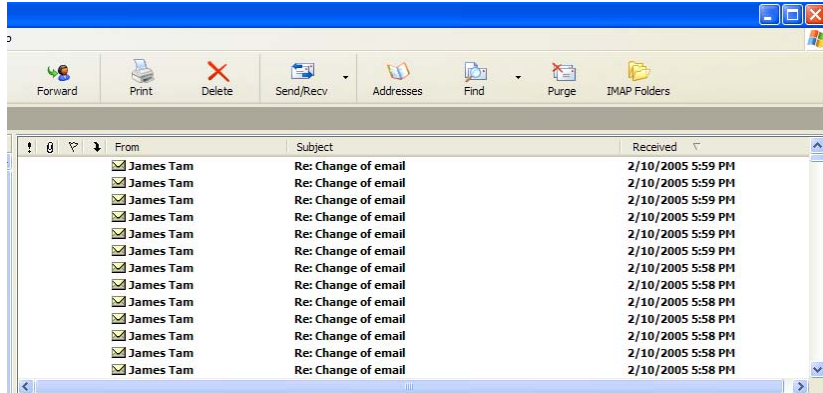 Forward Print Delete Send/Recv Addresses Find Purge IMAP Folders
! From Subject Received
James Tam Re: Change of email 2/10/2005 5:59 PM
James Tam Re: Change of email 2/10/2005 5:59 PM
James Tam Re: Change of email 2/10/2005 5:59 PM
James Tam Re: Change of email 2/10/2005 5:59 PM
James Tam Re: Change of email 2/10/2005 5:59 PM
James Tam Re: Change of email 2/10/2005 5:59 PM
James Tam Re: Change of email 2/10/2005 5:58 PM
James Tam Re: Change of email 2/10/2005 5:58 PM
James Tam Re: Change of email 2/10/2005 5:58 PM
James Tam Re: Change of email 2/10/2005 5:58 PM
James Tam Re: Change of email 2/10/2005 5:58 PM
James Tam Re: Change of email 2/10/2005 5:58 PM
James Tam Re: Change of email 2/10/2005 5:58 PM